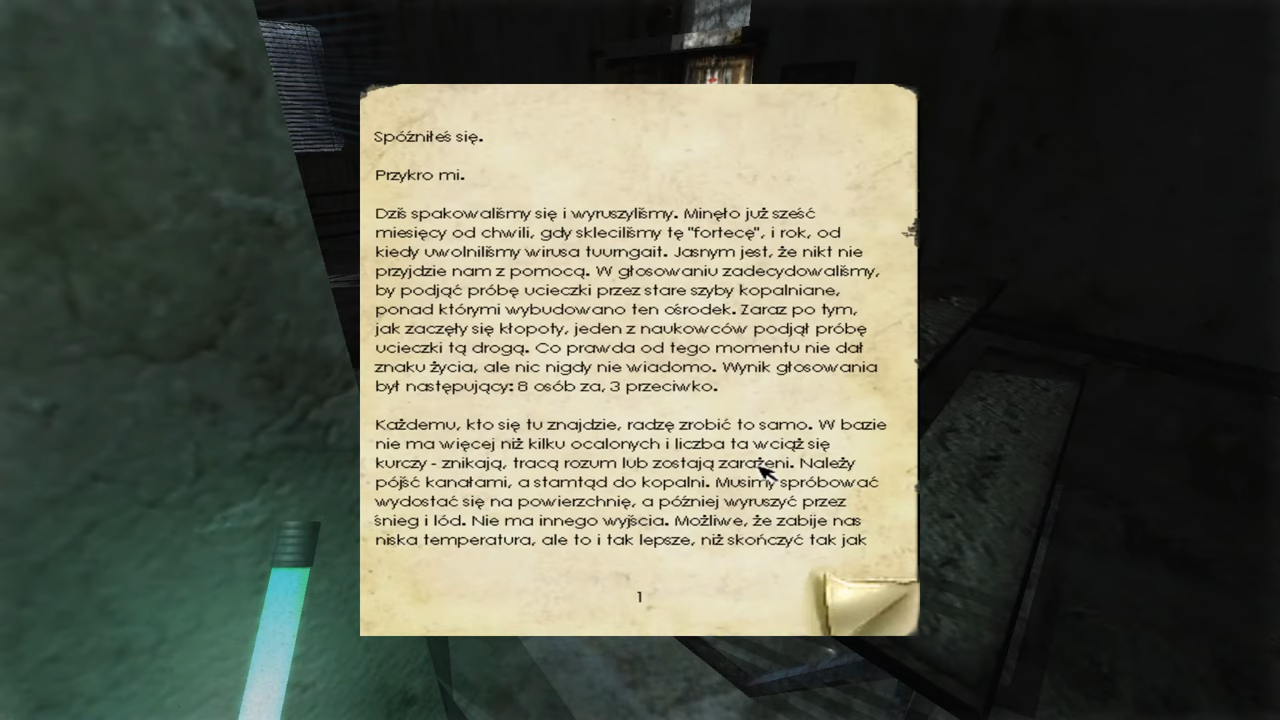 Spóźniłeś się.
Przykro mi.
Dziś spakowaliśmy się i wyruszyliśmy. Minęło już sześć
miesięcy od chwili, gdy skleciliśmy tę "fortecę", i rok, od
kiedy uwolniliśmy wirusa tuurngait. Jasnym jest, że nikt nie
przyjdzie nam z pomocą. W głosowaniu zadecydowaliśmy,
by podjąć próbę ucieczki przez stare szyby kopalniane,
ponad którymi wybudowano ten ośrodek. Zaraz po tym,
jak zaczęły się kłopoty, jeden z naukowców podjął próbę
ucieczki tą drogą. Co prawda od tego momentu nie dał
znaku życia, ale nic nigdy nie wiadomo. Wynik głosowania
był następujący: 8 osób za, 3 przeciwko.
Każdemu, kto się tu znajdzie, radzę zrobić to samo. W bazie
nie ma więcej niż kilku ocalonych i liczba ta wciąż się
kurczy - znikają, tracą rozum lub zostają zarażeni. Należy
pójść kanałami, a stamtąd do kopalni. Musimy spróbować
wydostać się na powierzchnię, a później wyruszyć przez
śnieg i lód. Nie ma innego wyjścia. Możliwe, że zabije nas
niska temperatura, ale to i tak lepsze, niż skończyć tak jak
1